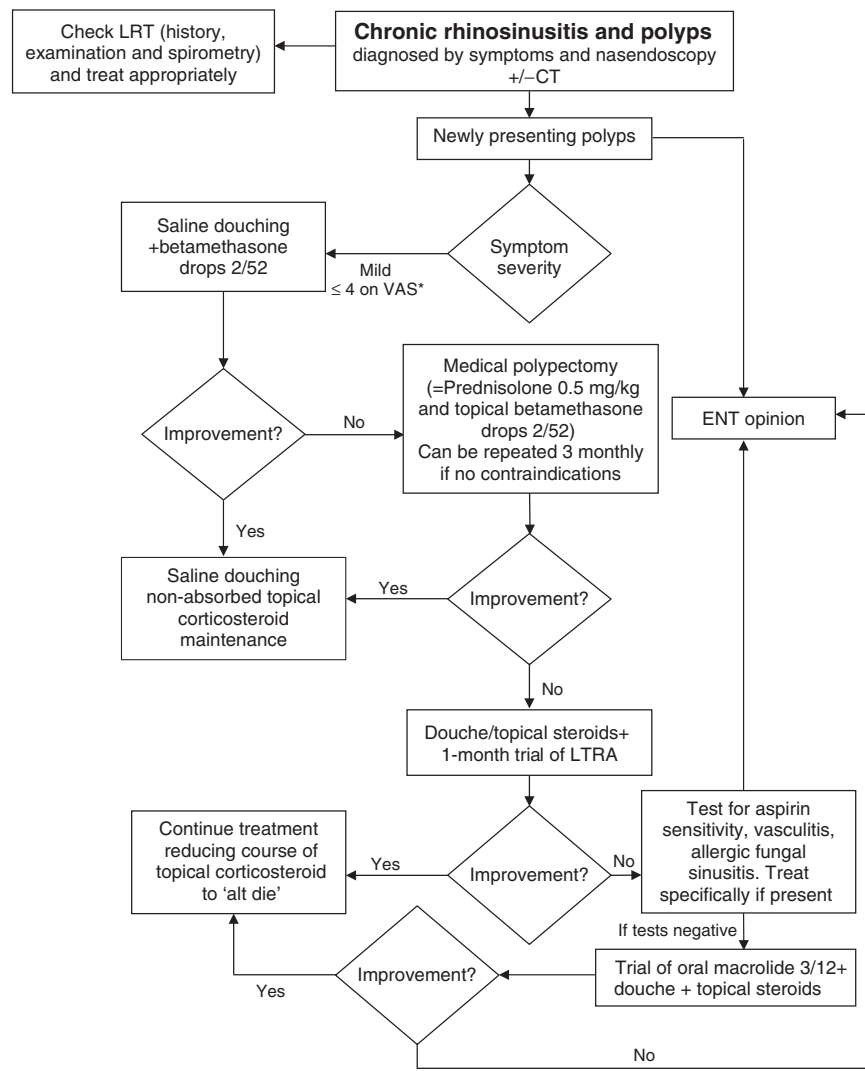 Check LRT (history,
examination and spirometry)
and treat appropriately
Chronic rhinosinusitis and polyps
diagnosed by symptoms and nasendoscopy
+/−CT
Newly presenting polyps
Symptom
severity
Mild
≤ 4 on VAS*
Saline douching
+betamethasone
drops 2/52
Improvement?
No
Medical polypectomy
(=Prednisolone 0.5 mg/kg
and topical betamethasone
drops 2/52)
Can be repeated 3 monthly
if no contraindications
ENT opinion
Yes
Saline douching
non-absorbed topical
corticosteroid
maintenance
Yes
Improvement?
No
Douche/topical steroids+
1-month trial of LTRA
Continue treatment
reducing course of
topical corticosteroid
to ‘alt die’
Yes
Improvement?
No
Test for aspirin
sensitivity, vasculitis,
allergic fungal
sinusitis. Treat
specifically if present
If tests negative
Trial of oral macrolide 3/12+
douche + topical steroids
Improvement?
Yes
No